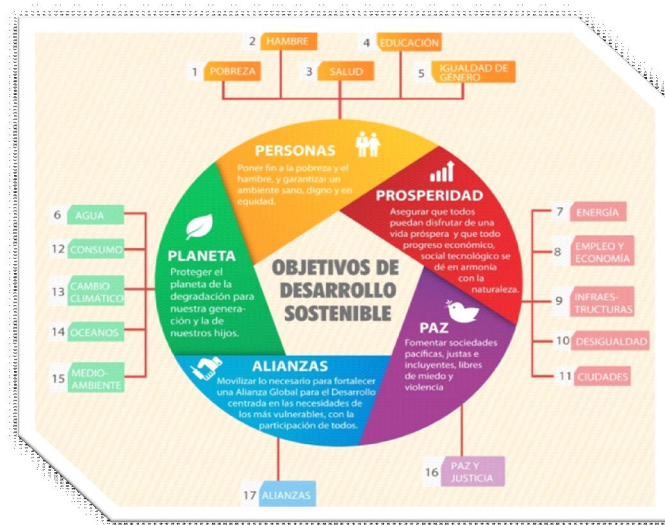 2 HAMBRE
4 EDUCACIÓN
1 POBREZA
3 SALUD
5 IGUALDAD DE
GÉNERO
PERSONAS
Poner fin a la pobreza y el
hambre, y garantizar un
ambiente sano, digno y en
equidad.
PROSPERIDAD
Asegurar que todos
puedan disfrutar de una
vida próspera y que todo
progreso económico,
social tecnológico se
dé en armonía
con la
naturaleza.
6 AGUA
12 CONSUMO
13 CAMBIO
CLIMÁTICO
14 OCEANOS
15 MEDIO-
AMBIENTE
PLANETA
Proteger el
planeta de la
degradación para
nuestra genera-
ción y la de
nuestros hijos.
OBJETIVOS DE
DESARROLLO
SOSTENIBLE
7 ENERGÍA
8 EMPLEO Y
ECONOMÍA
9 INFRAES-
TRUCTURAS
10 DESIGUALDAD
11 CIUDADES
PAZ
Fomentar sociedades
pacíficas, justas e
incluyentes, libres
de miedo y
violencia
ALIANZAS
Movilizar lo necesario para fortalecer
una Alianza Global para el Desarrollo
centrada en las necesidades de
los más vulnerables, con la
participación de todos.
16 PAZ Y
JUSTICIA
17 ALIANZAS